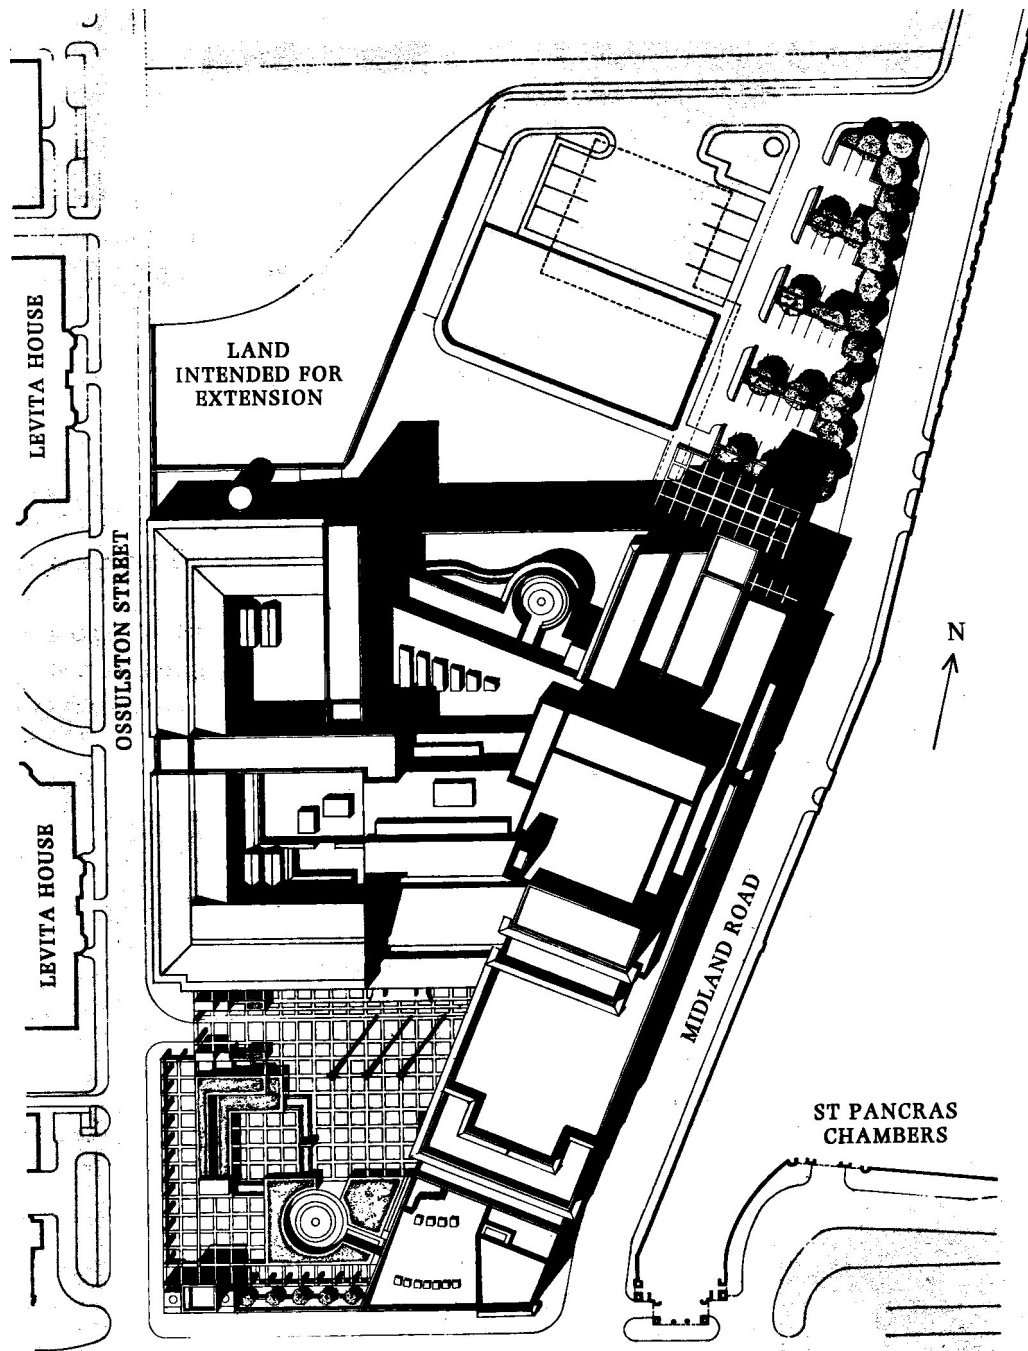 LEVITA HOUSE
LAND
INTENDED FOR
EXTENSION
OSSULSTON STREET
N
LEVITA HOUSE
MIDLAND ROAD
ST PANCRAS
CHAMBERS